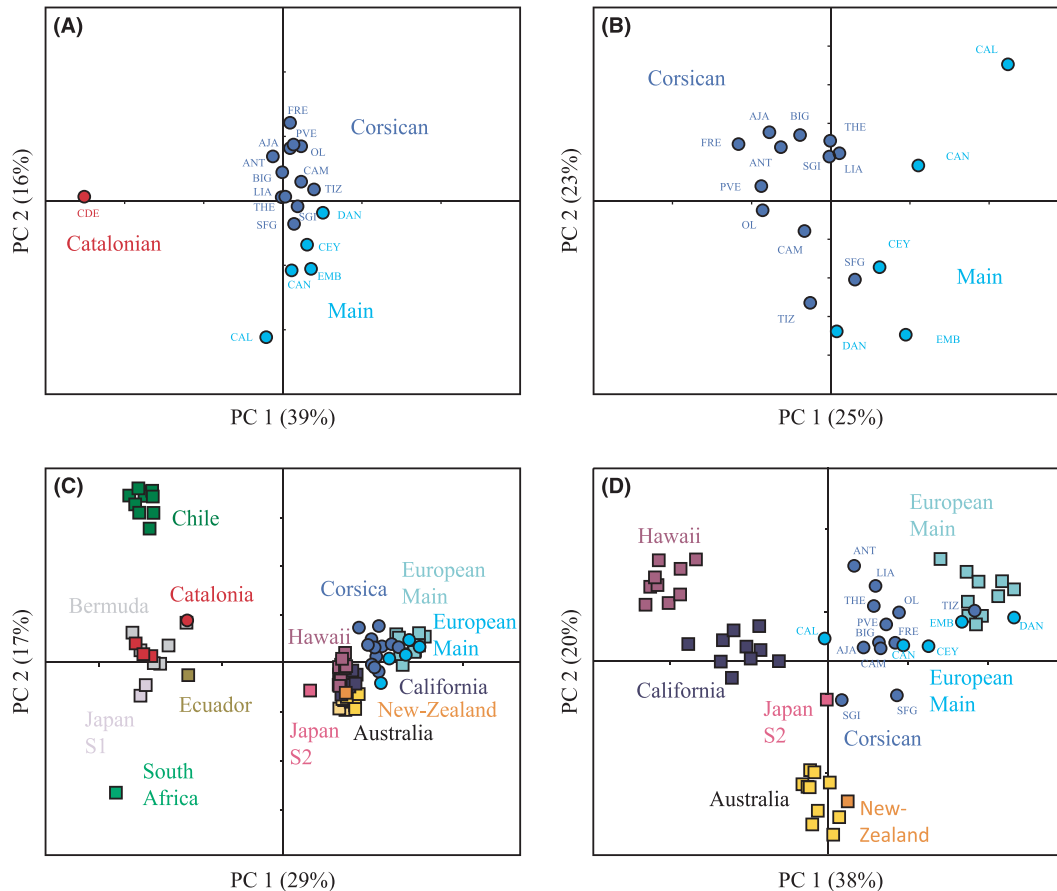 (A)
FRE
Corsican
PVE
AJA
OL
ANT
CAM
BIG
TIZ
LIA
THE
SGI
DAN
SFG
CDE
Catalonian
CEY
EMB
CAN
Main
CAL
PC 2 (16%)
PC 1 (39%)
(B)
CAL
Corsican
AJA
BIG
THE
FRE
CAN
ANT
SGI
LIA
PVE
OL
CAM
CEY
SFG
Main
TIZ
DAN
EMB
PC 2 (23%)
PC 1 (25%)
(C)
Chile
Bermuda
Catalonia
Corsica
European
Main
European
Main
Hawaii
Ecuador
California
New-Zealand
Japan
S1
Japan
S2
Australia
South
Africa
PC 2 (17%)
PC 1 (29%)
(D)
European
Main
Hawaii
ANT
LIA
THE
OL
TIZ
PVE
EMB
DAN
CAL
BIG
FRE
AJA
CAN
CEY
CAM
California
European
Main
Japan
S2
SGI
SFG
Corsican
Australia
New-
Zealand
PC 2 (20%)
PC 1 (38%)